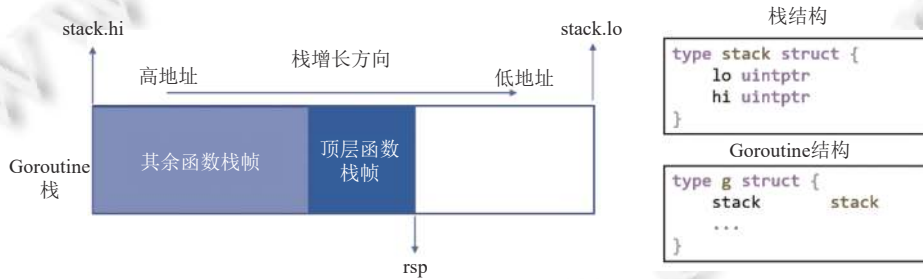 stack.hi
stack.lo
栈增长方向
高地址
低地址
Goroutine
栈
其余函数栈帧
顶层函数
栈帧
rsp
栈结构
type stack struct {
lo uintptr
hi uintptr
}
Goroutine结构
type g struct {
stack stack
...
}